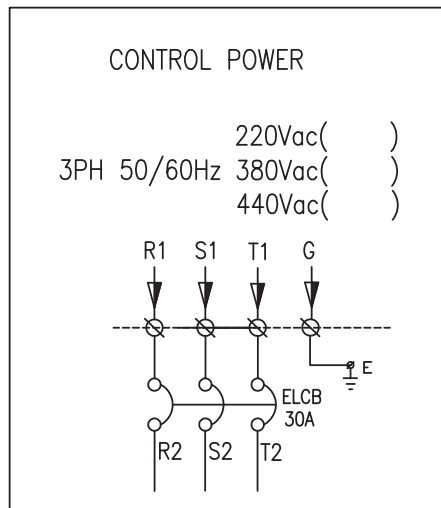 CONTROL POWER
220Vac( )
3PH 50/60Hz 380Vac( )
440Vac( )
R1 S1 T1 G
E
ELCB
30A
R2 S2 T2